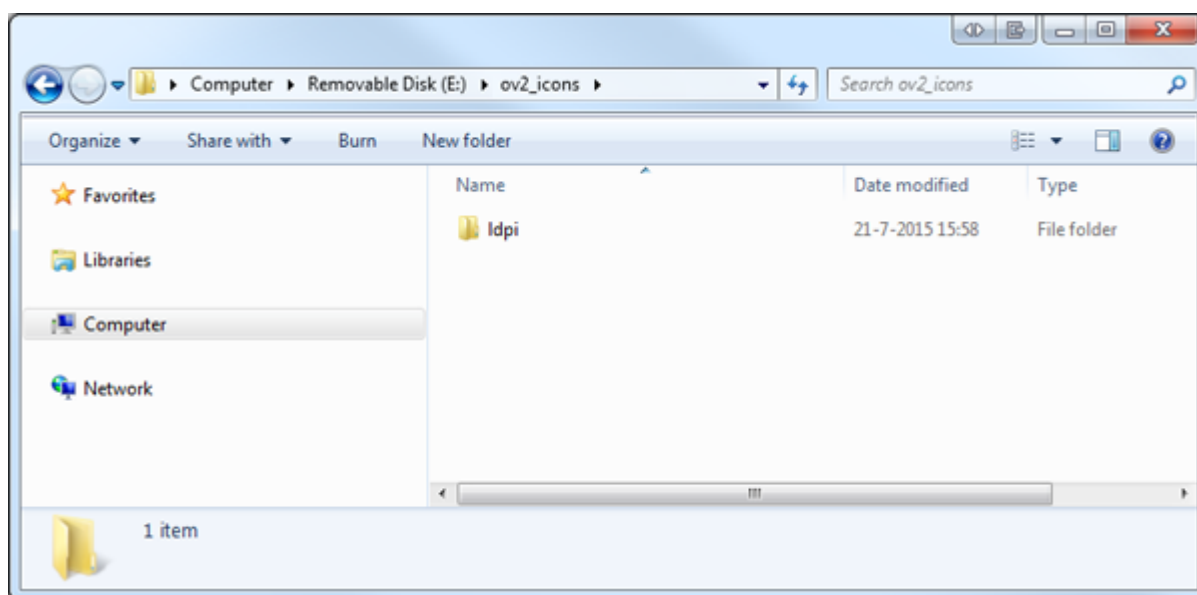 Computer Removable Disk (E:) ov2_icons Search ov2_icons
Organize Share with Burn New folder
Favorites
Libraries
Computer
Network
Name Date modified Type
ldpi 21-7-2015 15:58 File folder
1 item